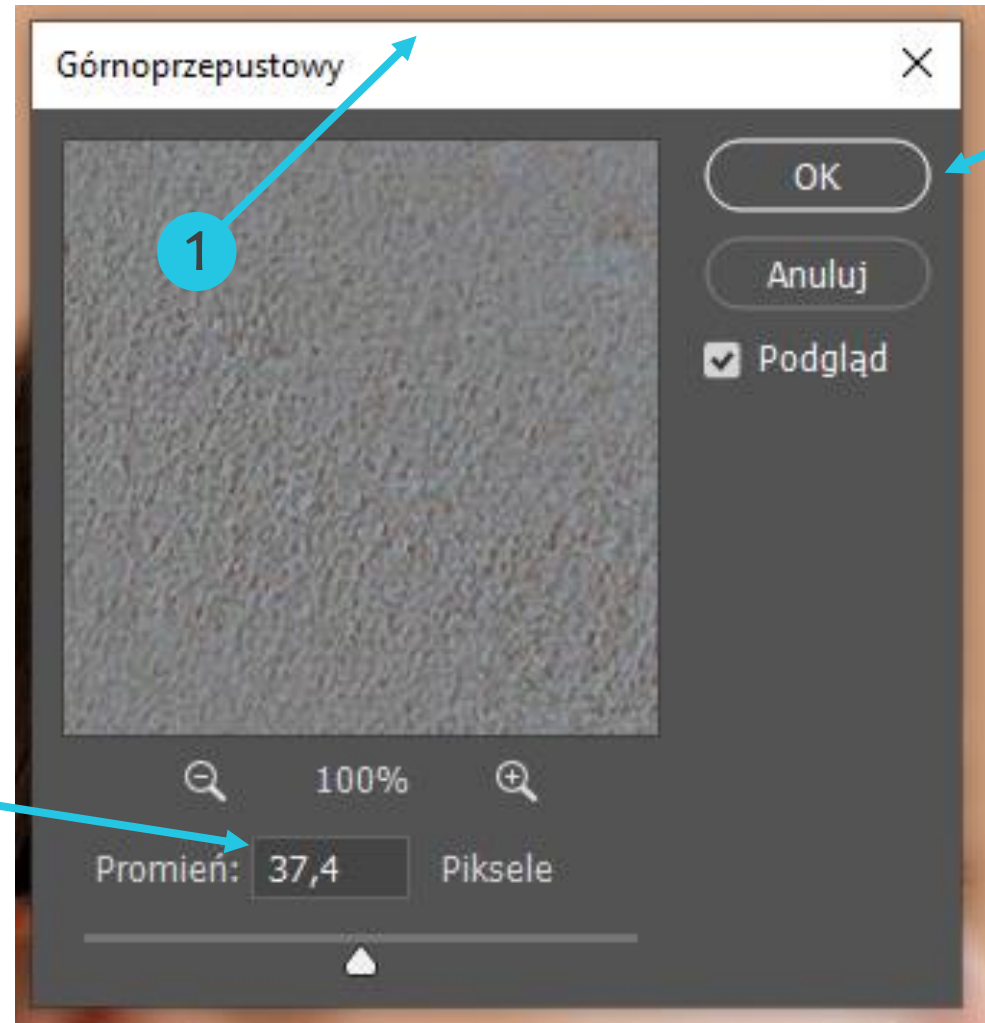 Górnoprzepustowy
1
OK
Anuluj
Podgląd
100%
Promień: 37,4 Piksele